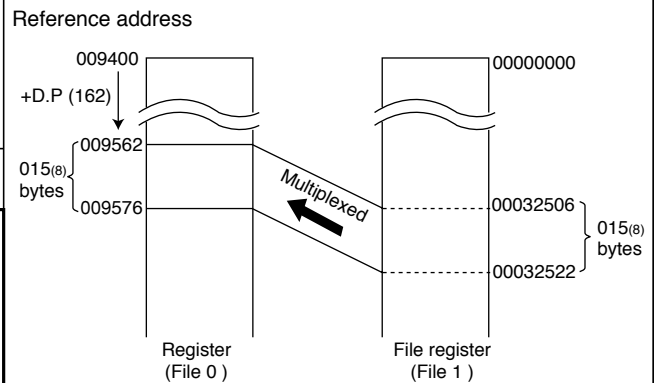 Reference address
009400
00000000
+D.P (162)
009562
015(8)
bytes
009576
Multiplexed
00032506
015(8)
bytes
00032522
Register
(File 0 )
File register
(File 1 )